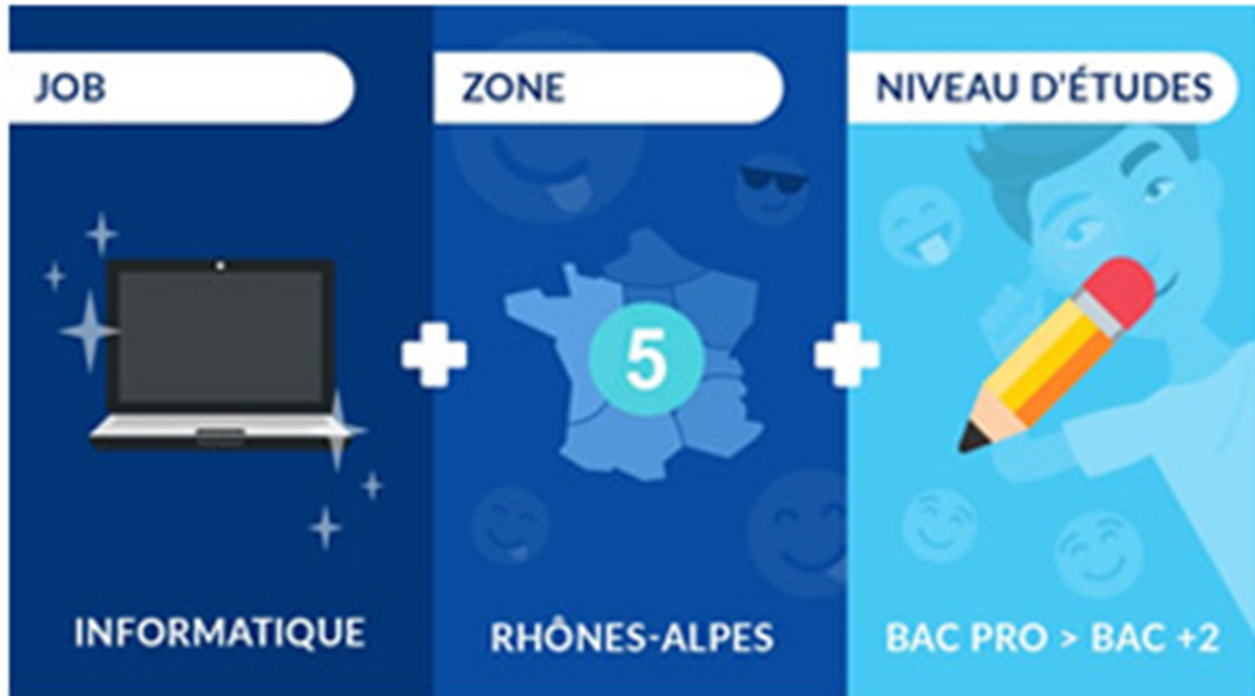 JOB
ZONE
NIVEAU D'ÉTUDES
5
INFORMATIQUE
RHÔNES-ALPES
BAC PRO > BAC +2